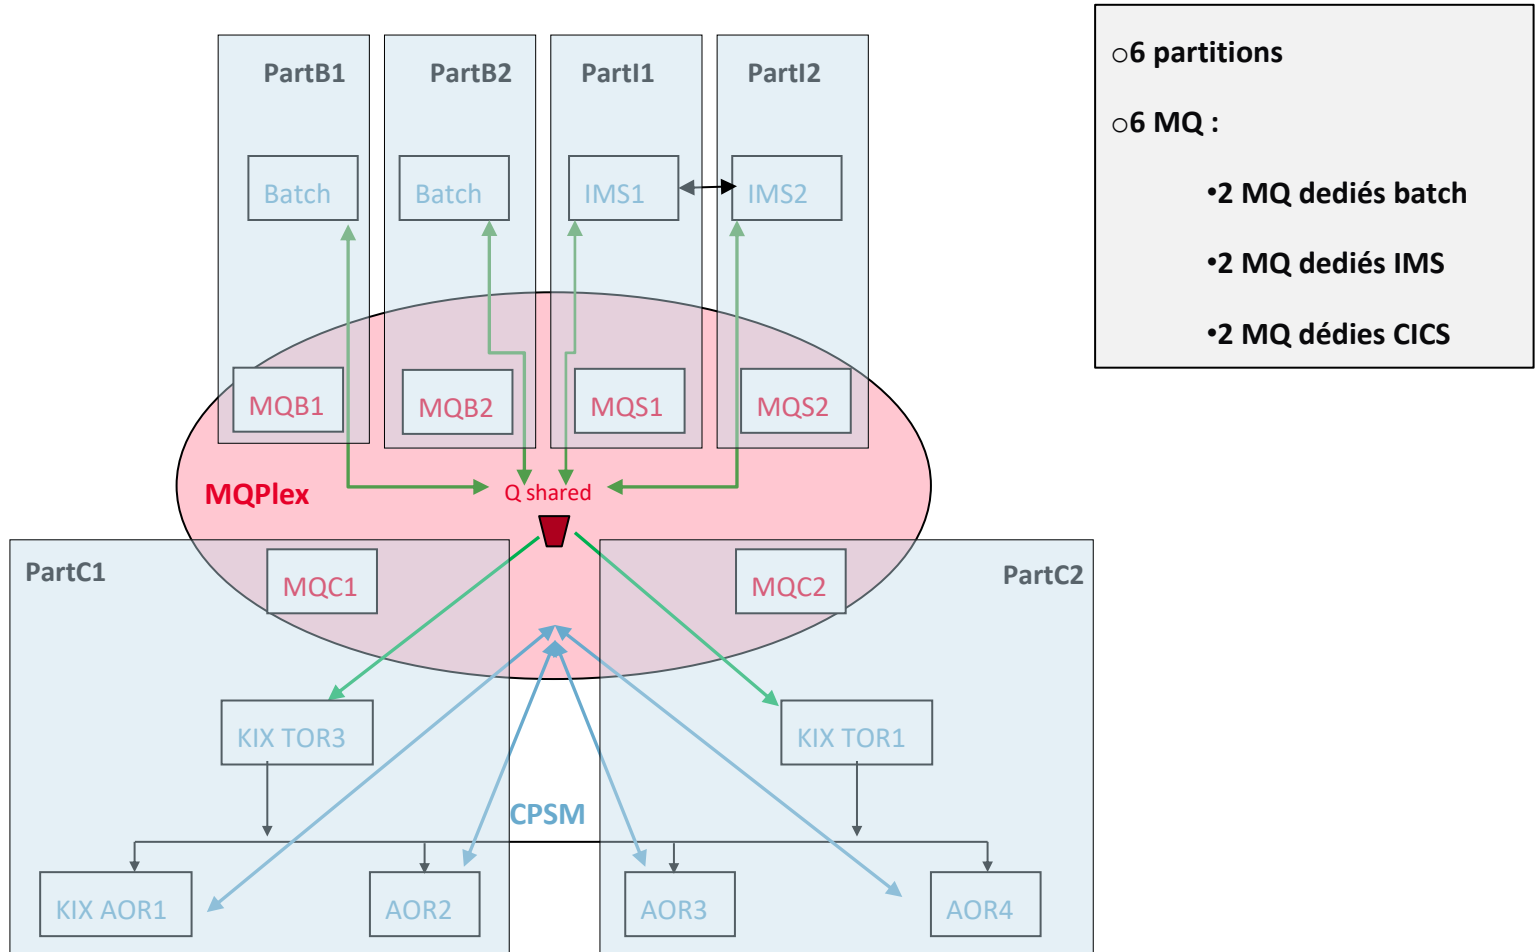 PartB1
PartB2
PartI1
PartI2
○6 partitions
○6 MQ :
•2 MQ dediés batch
•2 MQ dediés IMS
•2 MQ dédies CICS
Batch
Batch
IMS1
IMS2
MQB1
MQB2
MQS1
MQS2
MQPlex
Q shared
PartC1
MQC1
MQC2
PartC2
KIX TOR3
KIX TOR1
CPSM
KIX AOR1
AOR2
AOR3
AOR4